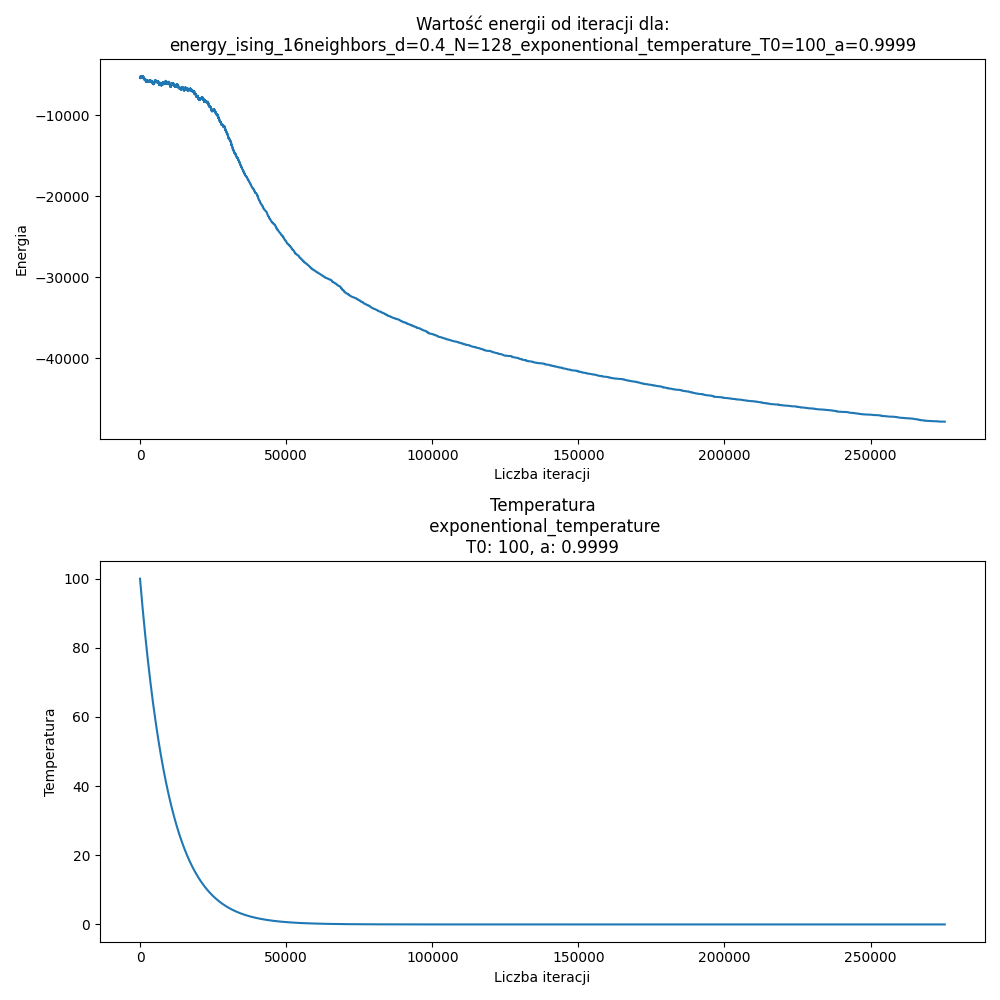 Wartość energii od iteracji dla:
energy_ising_16neighbors_d=0.4_N=128_exponentional_temperature_T0=100_a=0.9999
−10000
−20000
−30000
−40000
Energia
0
50000
100000
150000
200000
250000
Liczba iteracji
Temperatura
exponentional_temperature
T0: 100, a: 0.9999
100
80
60
40
20
0
Temperatura
0
50000
100000
150000
200000
250000
Liczba iteracji